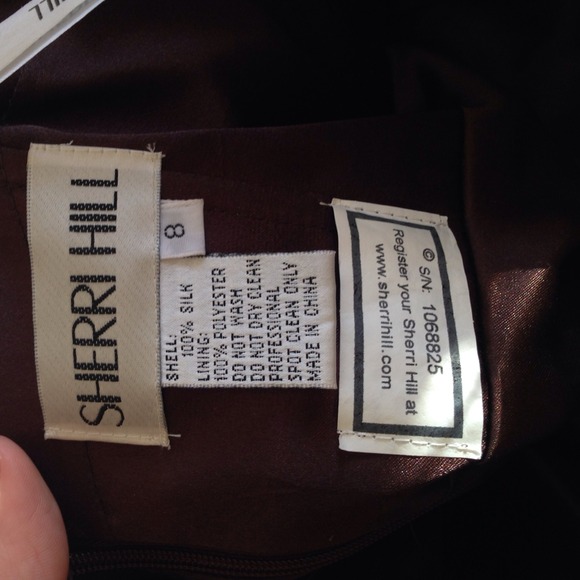 SHERRI HILL
8
SHELL:
100% SILK
LINING:
100% POLYESTER
DO NOT WASH
DO NOT DRY CLEAN
PROFESSIONAL
SPOT CLEAN ONLY
MADE IN CHINA
© S/N: 1068825
Register your Sherri Hill at
www.sherrihill.com